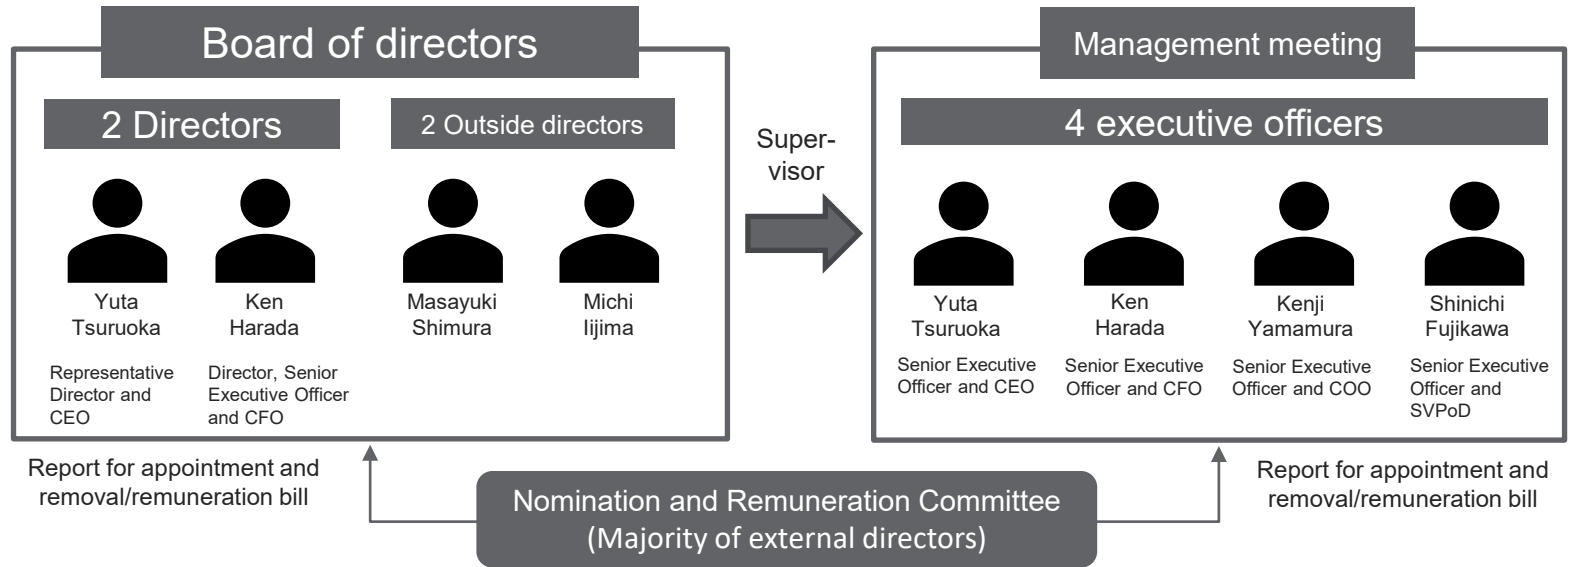 Board of directors
2 Directors
2 Outside directors
Yuta
Tsuruoka
Representative
Director and
CEO
Ken
Harada
Director, Senior
Executive Officer
and CFO
Masayuki
Shimura
Michi
Iijima
Super-
visor
Management meeting
4 executive officers
Yuta
Tsuruoka
Senior Executive
Officer and CEO
Ken
Harada
Senior Executive
Officer and CFO
Kenji
Yamamura
Senior Executive
Officer and COO
Shinichi
Fujikawa
Senior Executive
Officer and
SVPoD
Report for appointment and
removal/remuneration bill
Nomination and Remuneration Committee
(Majority of external directors)
Report for appointment and
removal/remuneration bill